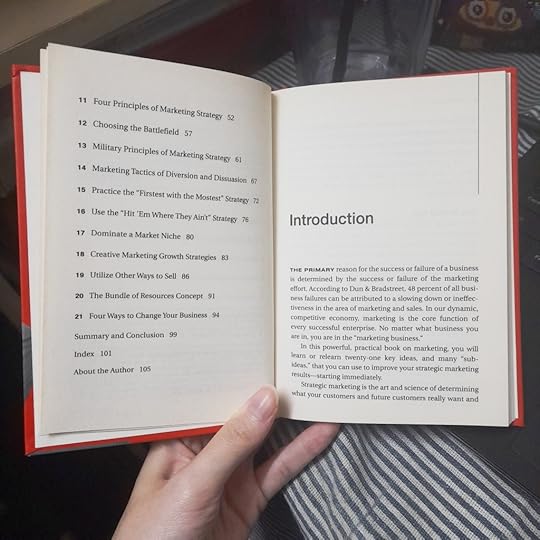 11 Four Principles of Marketing Strategy 52
12 Choosing the Battlefield 57
13 Military Principles of Marketing Strategy 61
14 Marketing Tactics of Diversion and Dissuasion 67
15 Practice the “Firstest with the Mostest” Strategy 72
16 Use the “Hit ’Em Where They Ain’t” Strategy 76
17 Dominate a Market Niche 80
18 Creative Marketing Growth Strategies 83
19 Utilize Other Ways to Sell 86
20 The Bundle of Resources Concept 91
21 Four Ways to Change Your Business 94
Summary and Conclusion 99
Index 101
About the Author 105
Introduction
THE PRIMARY reason for the success or failure of a business
is determined by the success or failure of the marketing
effort. According to Dun & Bradstreet, 48 percent of all busi-
ness failures can be attributed to a slowing down or ineffec-
tiveness in the area of marketing and sales. In our dynamic,
competitive economy, marketing is the core function of
every successful enterprise. No matter what business you
are in, you are in the “marketing business.”
In this powerful, practical book on marketing, you will
learn or relearn twenty-one key ideas, and many “sub-
ideas,” that you can use to improve your strategic marketing
results—starting immediately.
Strategic marketing is the art and science of determining
what your customers and future customers really want and